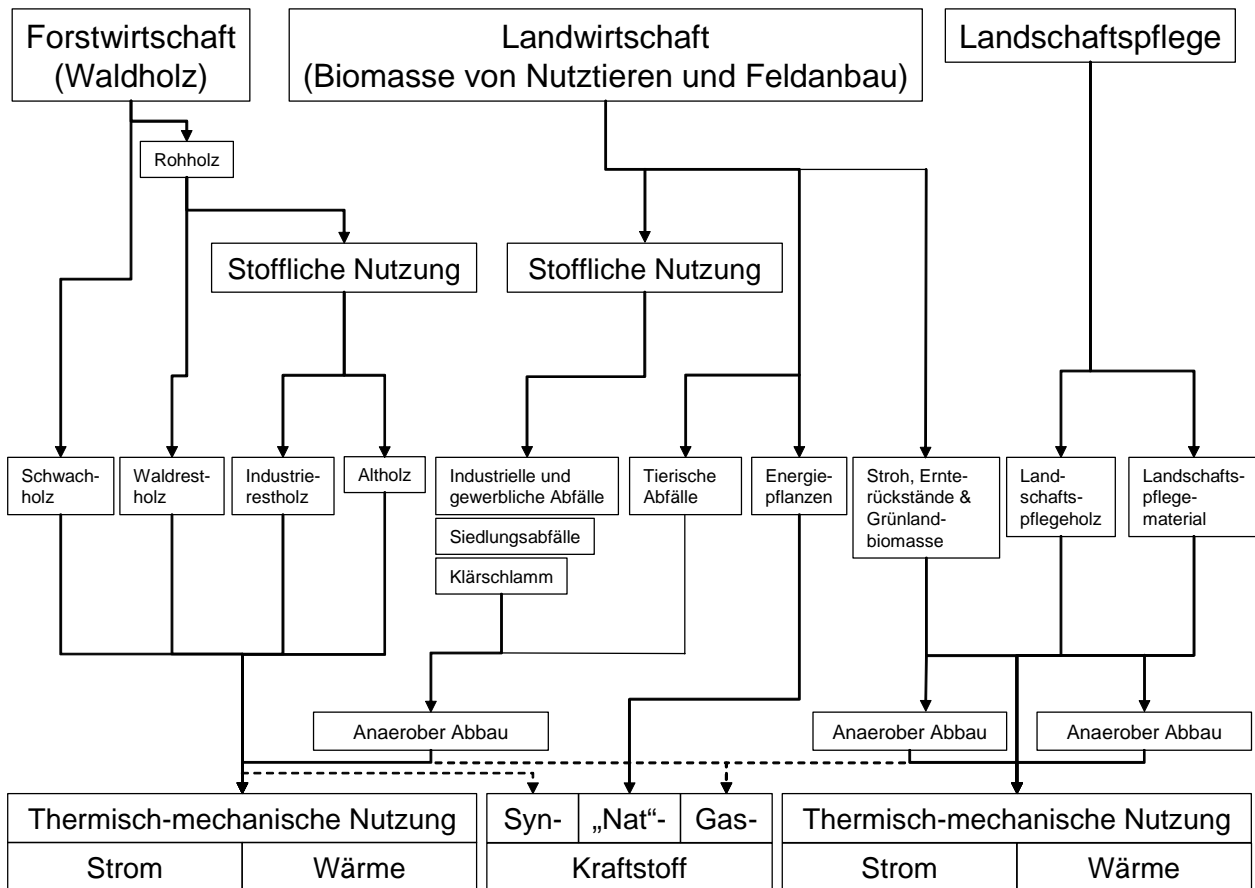 Forstwirtschaft
(Waldholz)
Landwirtschaft
(Biomasse von Nutztieren und Feldanbau)
Landschaftspflege
Rohholz
Stoffliche Nutzung
Stoffliche Nutzung
Schwach-
holz
Waldrest-
holz
Industrie-
restholz
Altholz
Industrielle und
gewerbliche Abfälle
Siedlungsabfälle
Klärschlamm
Tierische
Abfälle
Energie-
pflanzen
Stroh, Ernte-
rückstände &
Grünland-
biomasse
Land-
schafts-
pflegeholz
Landschafts-
pflege-
material
Anaerober Abbau
Anaerober Abbau
Anaerober Abbau
Thermisch-mechanische Nutzung
Strom
Wärme
Syn-
„Nat“-
Gas-
Kraftstoff
Thermisch-mechanische Nutzung
Strom
Wärme